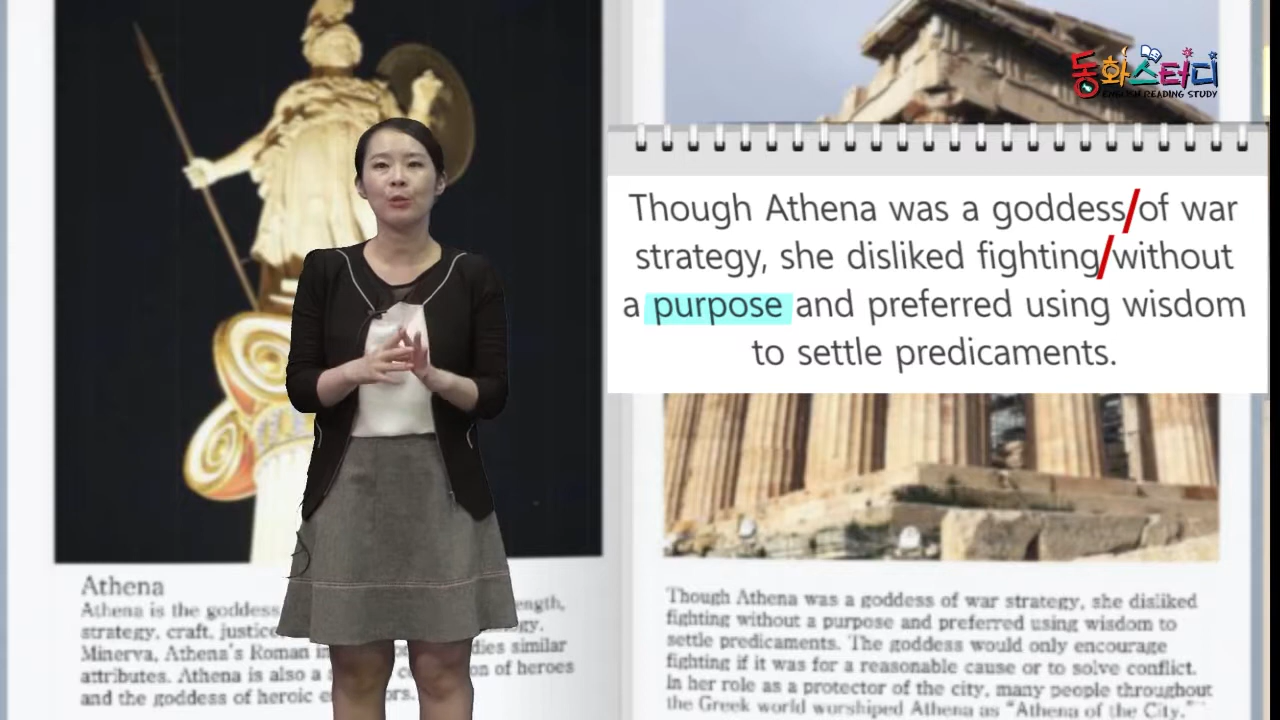 동화스터디
ENGLISH READING STUDY
Though Athena was a goddess/of war
strategy, she disliked fighting/without
a purpose and preferred using wisdom
to settle predicaments.
Athena
Athena is the goddess
strategy, craft, justice
Minerva, Athena's Roman
attributes. Athena is also a
and the goddess of heroic
similar
of heroes
Though Athena was a goddess of war strategy, she disliked
fighting without a purpose and preferred using wisdom to
settle predicaments. The goddess would only encourage
fighting if it was for a reasonable cause or to solve conflict.
In her role as a protector of the city, many people throughout
the Greek world worshiped Athena as "Athena of the City."